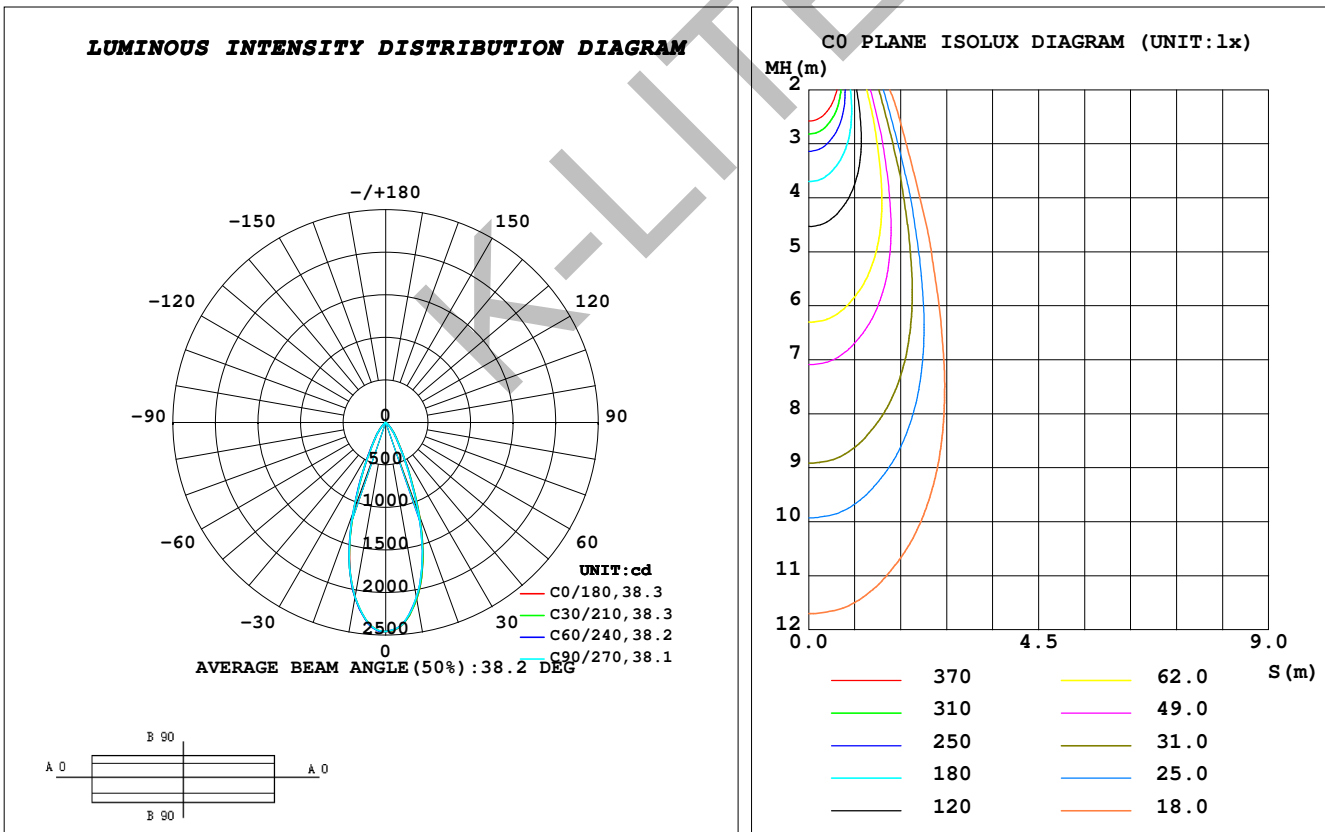 LUMINOUS INTENSITY DISTRIBUTION DIAGRAM
-/+180
-150
150
-120
120
-90
90
-60
60
-30
30
0
0
500
1000
1500
2000
2500
UNIT:cd
C0/180,38.3
C30/210,38.3
C60/240,38.2
C90/270,38.1
AVERAGE BEAM ANGLE(50%):38.2 DEG
B 90
A 0
A 0
B 90
C0 PLANE ISOLUX DIAGRAM (UNIT:lx)
MH(m)
2
3
4
5
6
7
8
9
10
11
12
0.0
4.5
9.0
S(m)
370
62.0
310
49.0
250
31.0
180
25.0
120
18.0
K-LITE